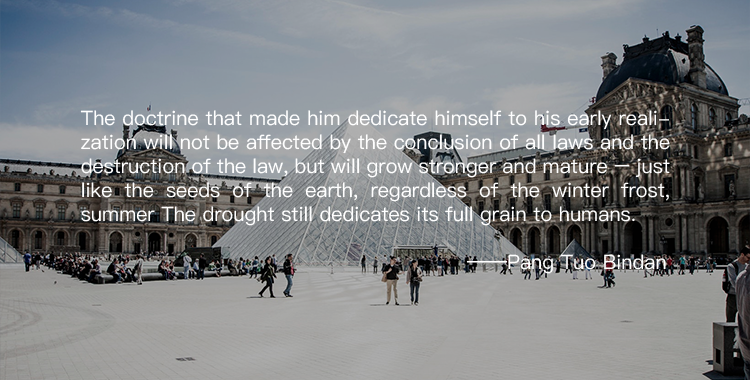 The doctrine that made him dedicate himself to his early reali-
zation will not be affected by the conclusion of all laws and the
destruction of the law, but will grow stronger and mature – just
like the seeds of the earth, regardless of the winter frost,
summer The drought still dedicates its full grain to humans.
——Pang Tuo Bindan